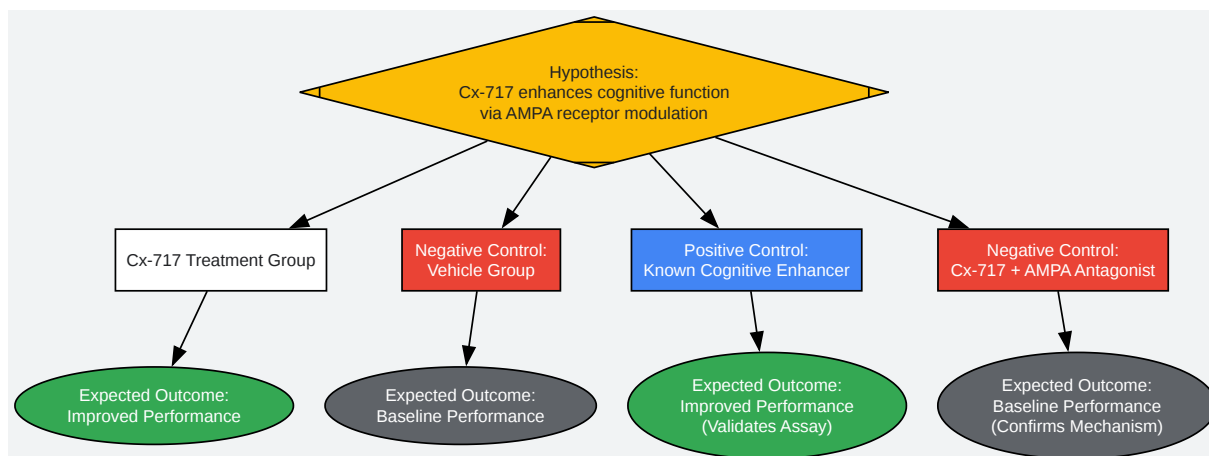 Hypothesis:
Cx-717 enhances cognitive function
via AMPA receptor modulation
Cx-717 Treatment Group
Negative Control:
Vehicle Group
Positive Control:
Known Cognitive Enhancer
Negative Control:
Cx-717 + AMPA Antagonist
Expected Outcome:
Improved Performance
Expected Outcome:
Baseline Performance
Expected Outcome:
Improved Performance
(Validates Assay)
Expected Outcome:
Baseline Performance
(Confirms Mechanism)